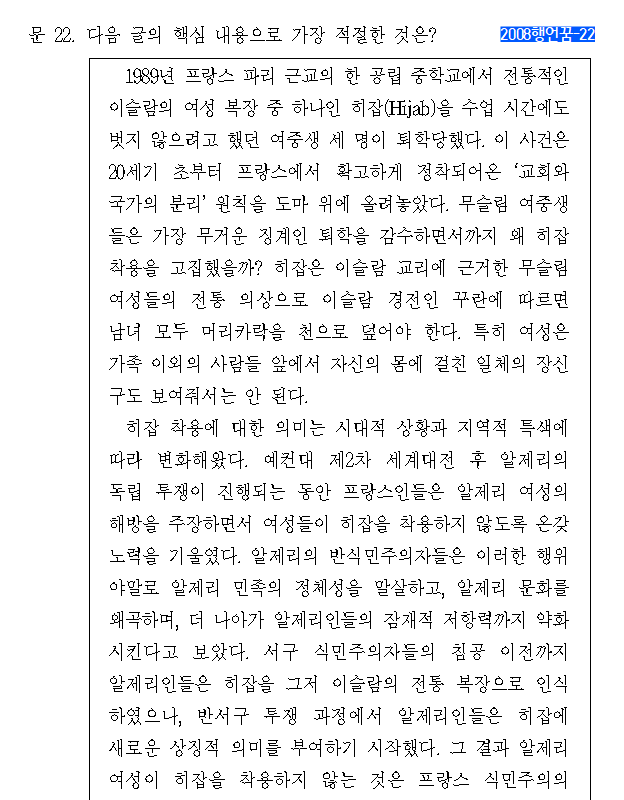 문 22. 다음 글의 핵심 내용으로 가장 적절한 것은?
2008행언꿈-22
1989년 프랑스 파리 근교의 한 공립 중학교에서 전통적인
이슬람의 여성 복장 중 하나인 히잡(Hijab)을 수업 시간에도
벗지 않으려고 했던 여중생 세 명이 퇴학당했다. 이 사건은
20세기 초부터 프랑스에서 확고하게 정착되어온 ‘교회와
국가의 분리’ 원칙을 도마 위에 올려놓았다. 무슬림 여중생
들은 가장 무거운 징계인 퇴학을 감수하면서까지 왜 히잡
착용을 고집했을까? 히잡은 이슬람 교리에 근거한 무슬림
여성들의 전통 의상으로 이슬람 경전인 꾸란에 따르면
남녀 모두 머리카락을 천으로 덮어야 한다. 특히 여성은
가족 이외의 사람들 앞에서 자신의 몸에 걸친 일체의 장신
구도 보여줘서는 안 된다.
히잡 착용에 대한 의미는 시대적 상황과 지역적 특색에
따라 변화해왔다. 예컨대 제2차 세계대전 후 알제리의
독립 투쟁이 진행되는 동안 프랑스인들은 알제리 여성의
해방을 주장하면서 여성들이 히잡을 착용하지 않도록 온갖
노력을 기울였다. 알제리의 반식민주의자들은 이러한 행위
야말로 알제리 민족의 정체성을 말살하고, 알제리 문화를
왜곡하며, 더 나아가 알제리인들의 잠재적 저항력까지 약화
시킨다고 보았다. 서구 식민주의자들의 침공 이전까지
알제리인들은 히잡을 그저 이슬람의 전통 복장으로 인식
하였으나, 반서구 투쟁 과정에서 알제리인들은 히잡에
새로운 상징적 의미를 부여하기 시작했다. 그 결과 알제리
여성이 히잡을 착용하지 않는 것은 프랑스 식민주의의